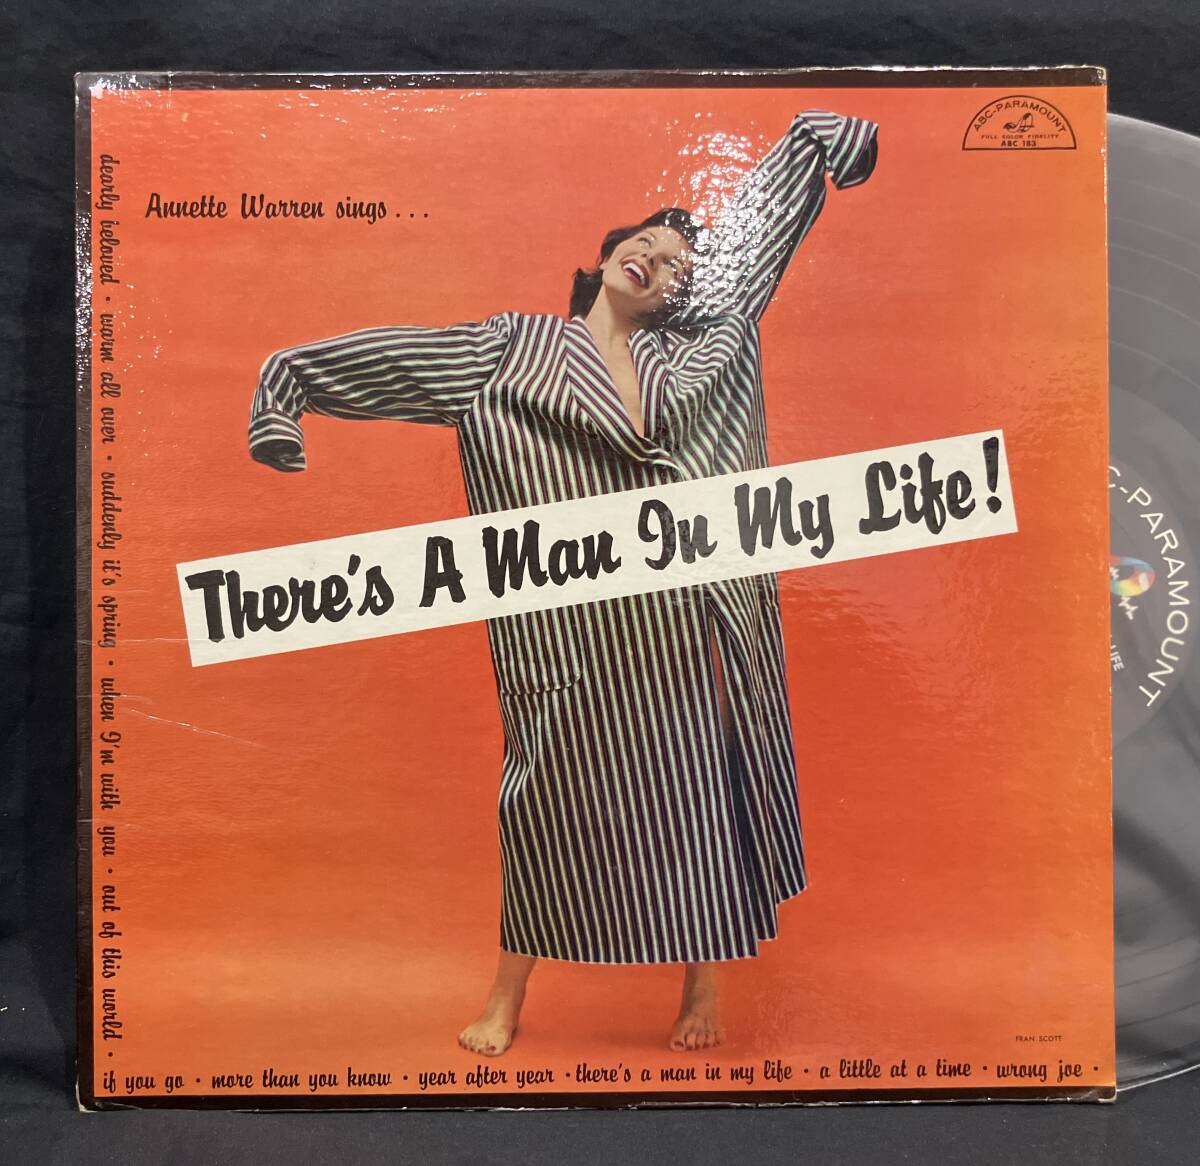 ABC-PARAMOUNT
FULL COLOR FIDELITY
ABC 183
Annette Warren sings...
There's A Man In My Life!
dearly beloved · warm all over · suddenly it's spring · when I'm with you · out of this world ·
if you go · more than you know · year after year · there's a man in my life · a little at a time · wrong joe ·
FRAN SCOTT
C-PARAMOUNT
LIFE